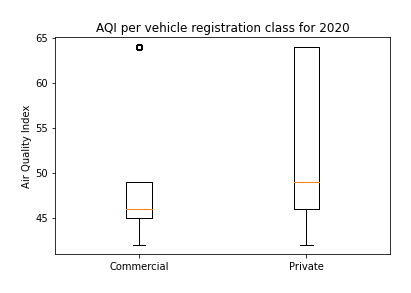 AQI per vehicle registration class for 2020
65
60
55
50
45
Air Quality Index
Commercial
Private